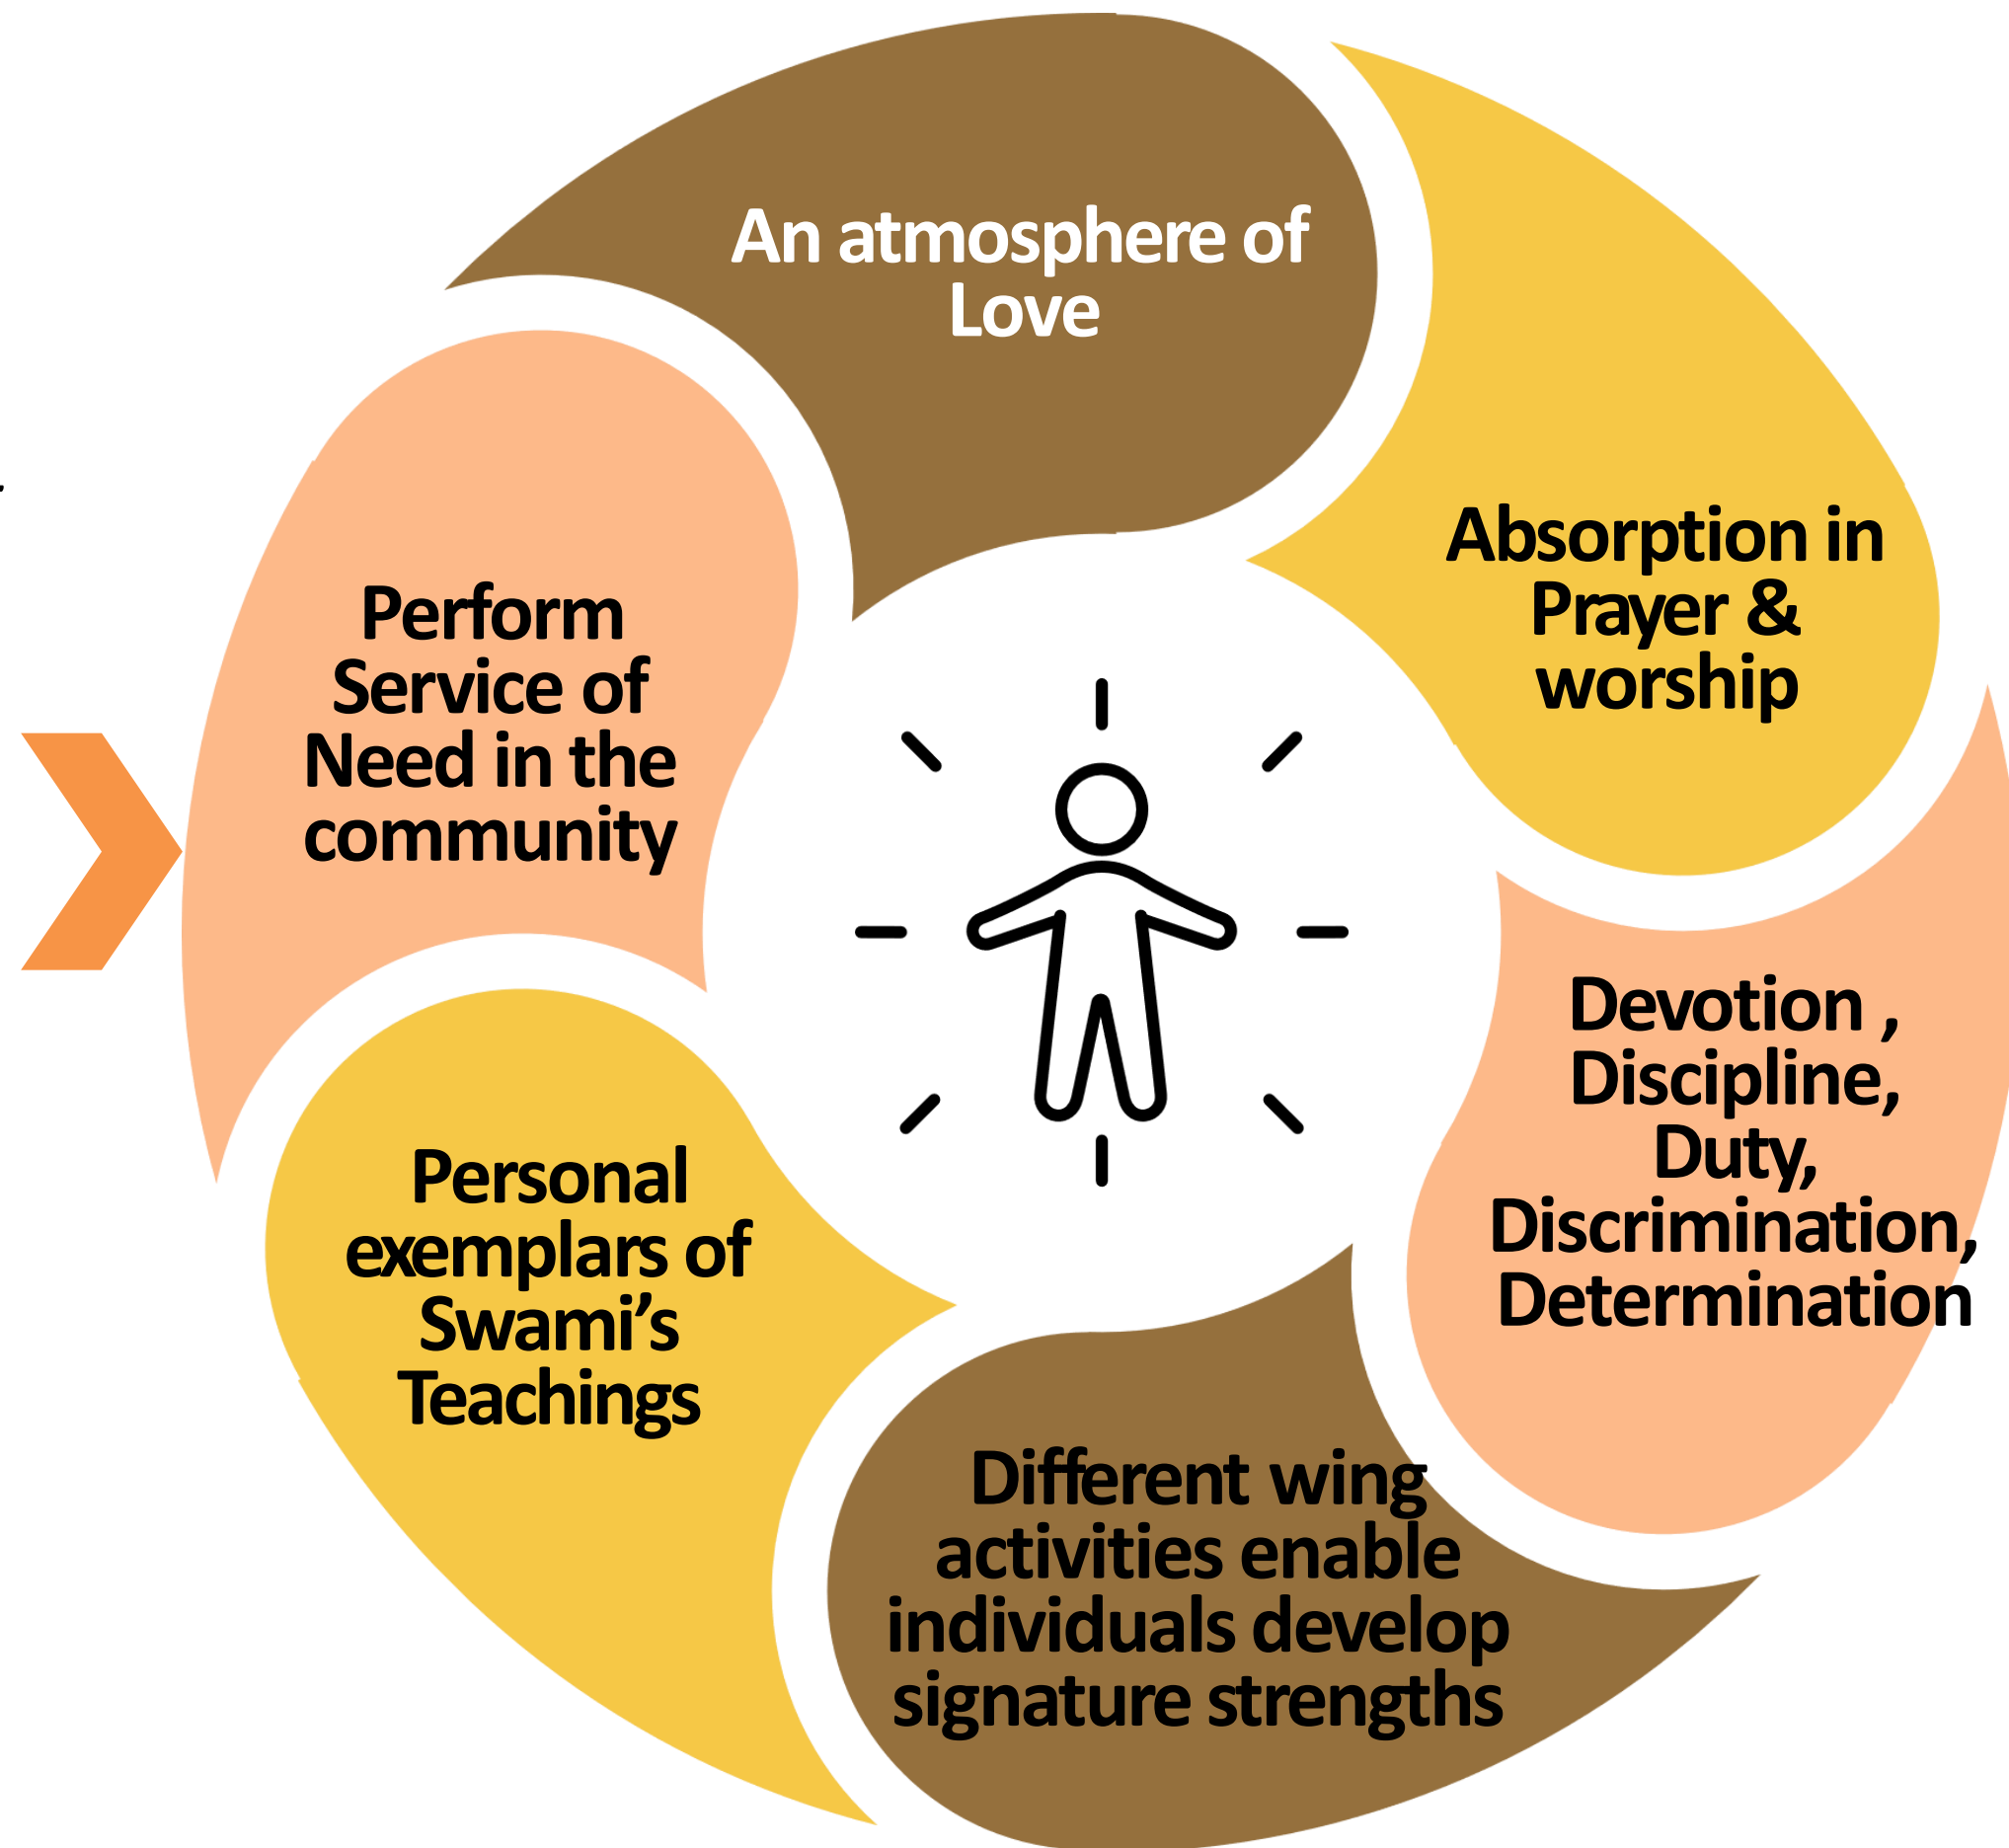 An atmosphere of
Love
Absorption in
Prayer &
worship
Devotion ,
Discipline,
Duty,
Discrimination,
Determination
Different wing
activities enable
individuals develop
signature strengths
Personal
exemplars of
Swami’s
Teachings
Perform
Service of
Need in the
community